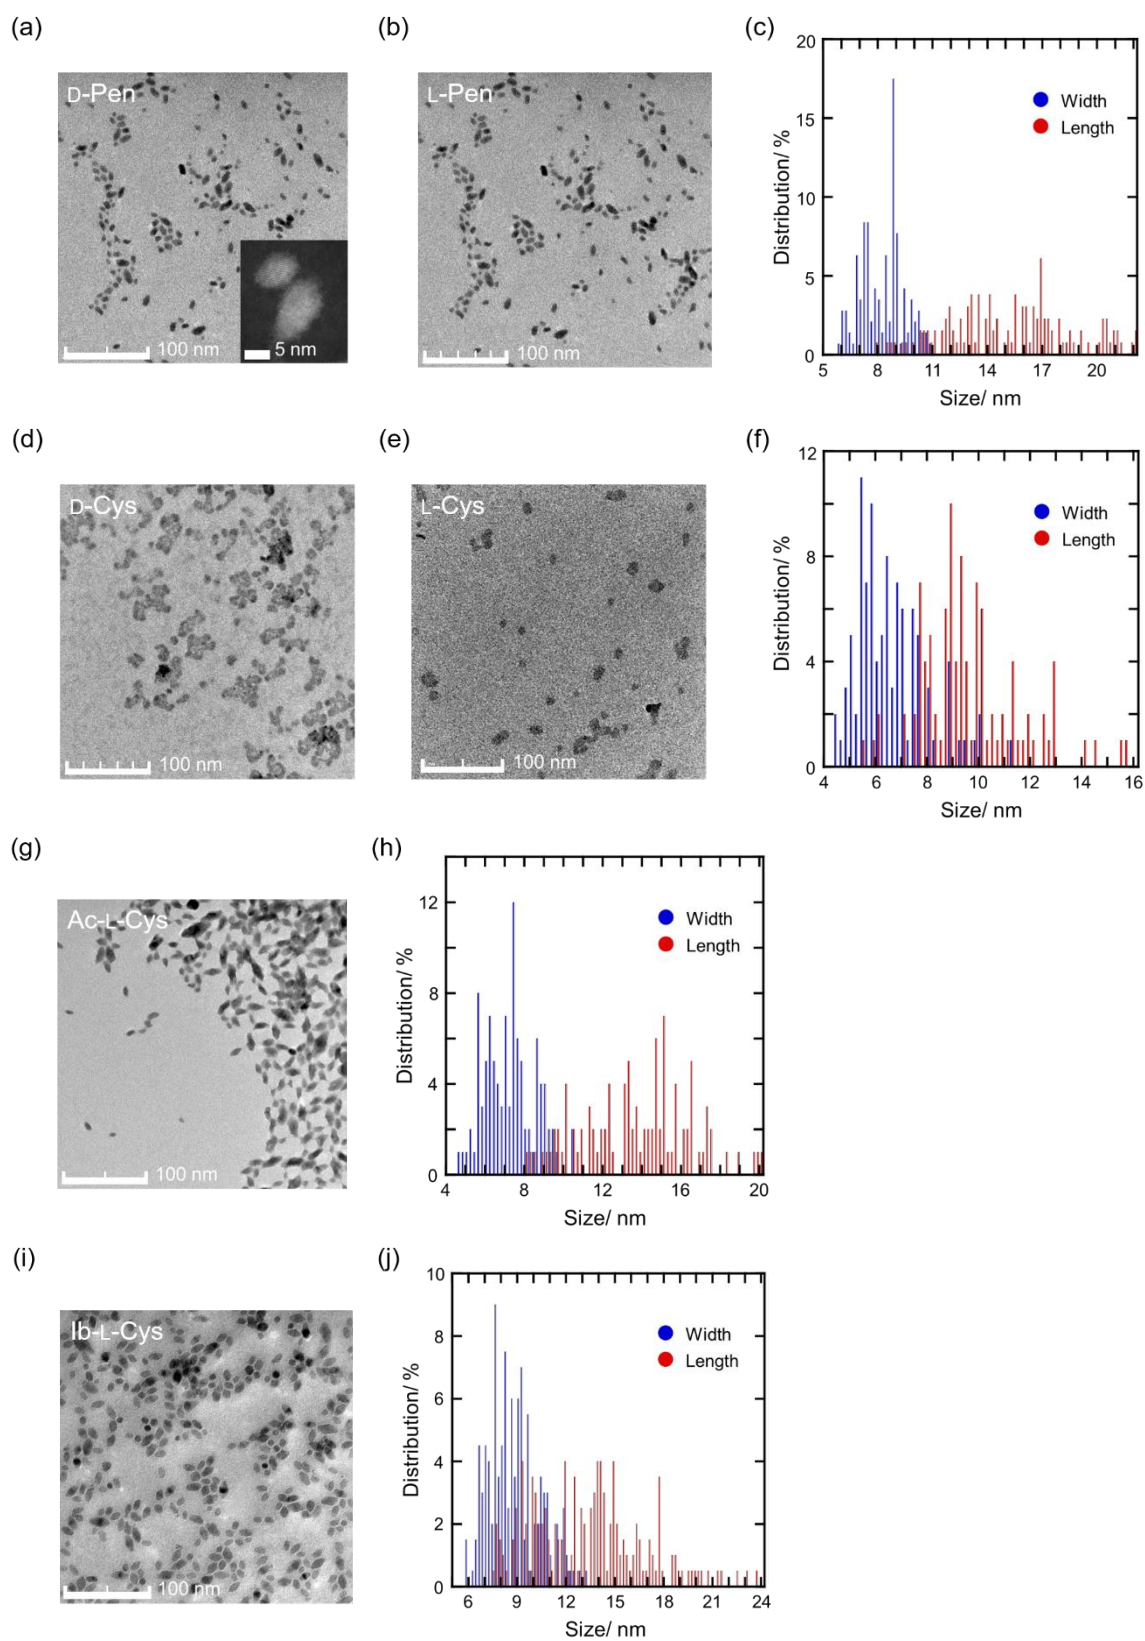 (a)
(b)
(c)
D-Pen
100 nm
5 nm
L-Pen
100 nm
20
15
10
5
0
Distribution/ %
Width
Length
5 8 11 14 17 20
Size/ nm
(d)
(e)
(f)
D-Cys
100 nm
L-Cys
100 nm
12
8
4
0
Distribution/ %
Width
Length
4 6 8 10 12 14 16
Size/ nm
(g)
(h)
Ac-L-Cys
100 nm
12
8
4
0
Distribution/ %
Width
Length
4 8 12 16 20
Size/ nm
(i)
(j)
Ib-L-Cys
100 nm
10
8
6
4
2
0
Distribution/ %
Width
Length
6 9 12 15 18 21 24
Size/ nm